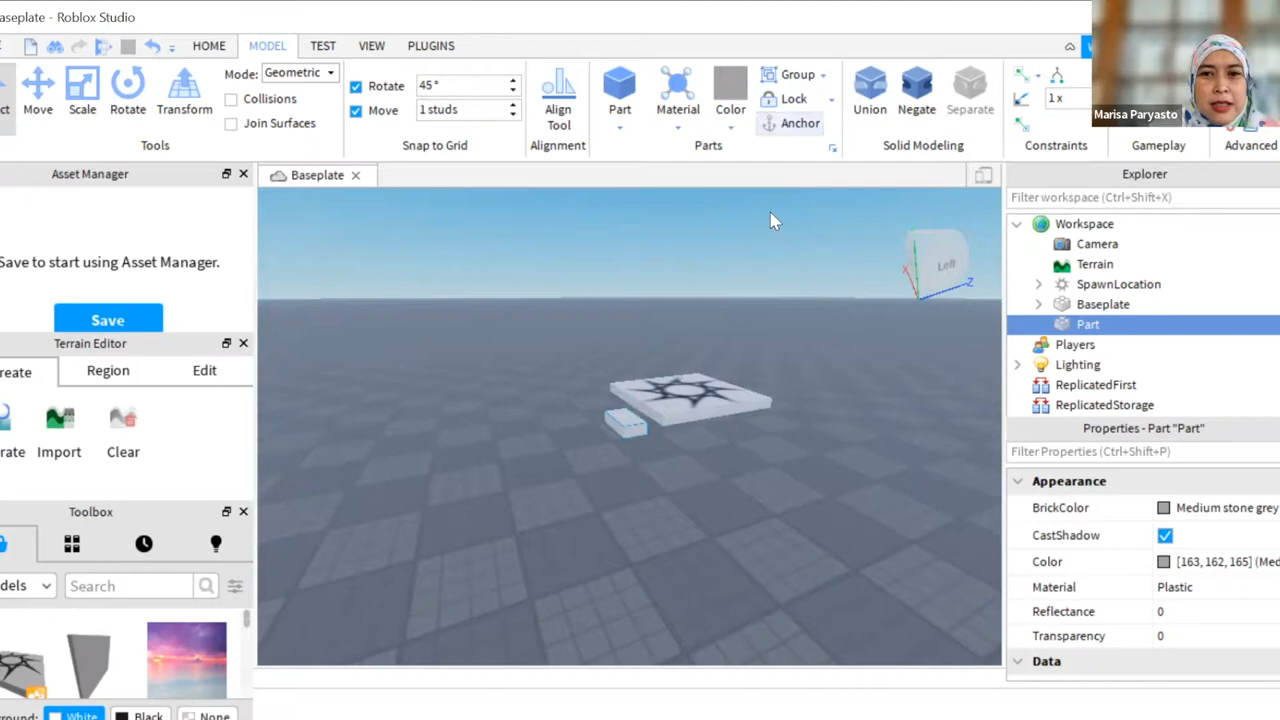 aseplate - Roblox Studio
HOME MODEL TEST VIEW PLUGINS
Mode: Geometric
Rotate 45°
Collisions
Move 1 studs
Join Surfaces
ct Move Scale Rotate Transform
Align
Tool
Part Material Color
Group
Lock
Anchor
Union Negate Separate
1 x
Tools Snap to Grid Alignment Parts Solid Modeling Constraints Gameplay Advanced
Marisa Paryasto
Asset Manager
Save to start using Asset Manager.
Save
Terrain Editor
reate Region Edit
rate Import Clear
Toolbox
dels Search
ground: White Black None
Baseplate
Left
X
Z
Explorer
Filter workspace (Ctrl+Shift+X)
Workspace
Camera
Terrain
SpawnLocation
Baseplate
Part
Players
Lighting
ReplicatedFirst
ReplicatedStorage
Properties - Part "Part"
Filter Properties (Ctrl+Shift+P)
Appearance
BrickColor Medium stone grey
CastShadow
Color [163, 162, 165] (Med
Material Plastic
Reflectance 0
Transparency 0
Data